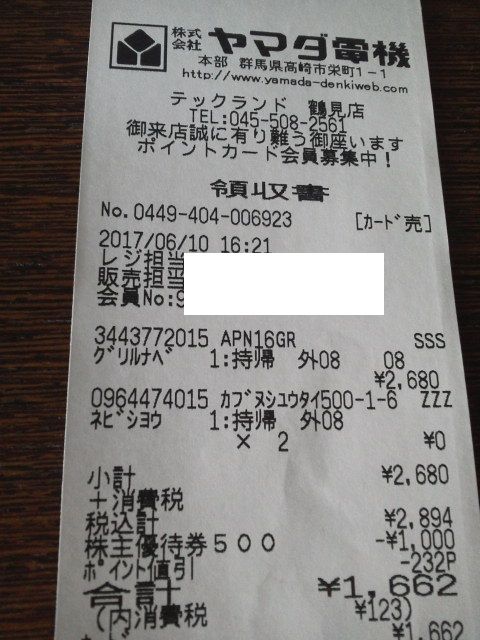 株式会社 ヤマダ電機
本部 群馬県高崎市栄町1-1
http://www.yamada-denkiweb.com
テックランド 鶴見店
TEL:045-508-2561
御来店誠に有り難う御座います
ポイントカード会員募集中!
領収書
No.0449-404-006923 [カード売]
2017/06/10 16:21
レジ担当
販売担当
会員No:9
3443772015 APN16GR SSS
グリルナベ 1:持帰 外08 08
¥2,680
0964474015 カブヌシユウタイ500-1-6 ZZZ
ネビシヨウ 1:持帰 外08
× 2 ¥0
小計 ¥2,680
+消費税
税込計 ¥2,894
株主優待券500 -¥1,000
ポイント値引 -232P
合計 ¥1,662
(内消費税 ¥123)
¥1,662